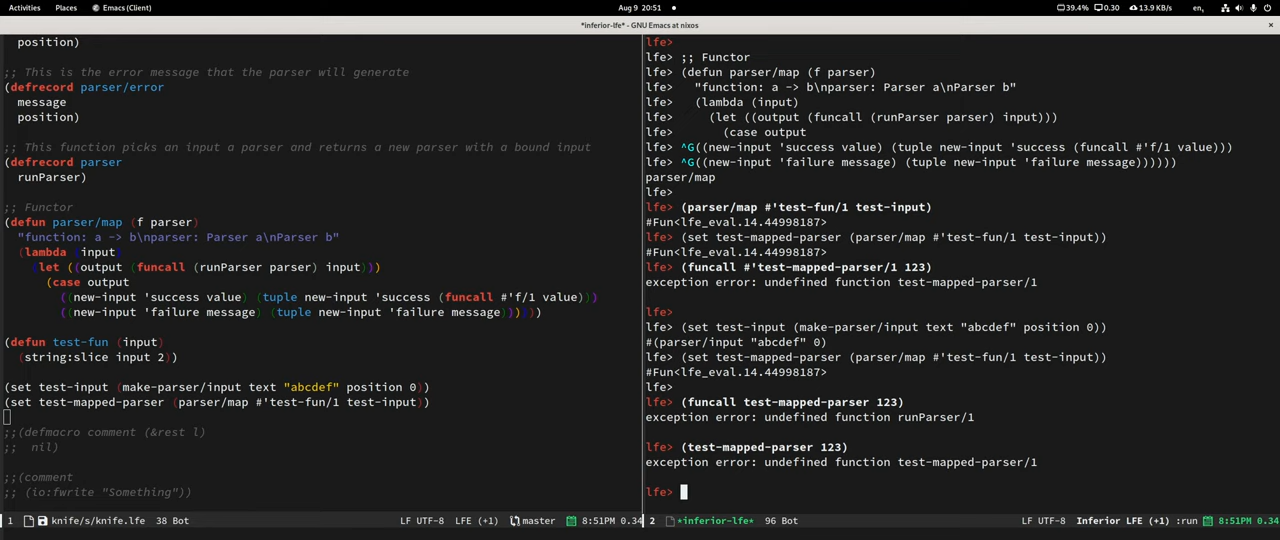 Activities Places Emacs (Client) Aug 9 20:51 39.4% 0.30 13.9 KB/s en,
*inferior-lfe* - GNU Emacs at nixos
position)
;; This is the error message that the parser will generate
(defrecord parser/error
message
position)
;; This function picks an input a parser and returns a new parser with a bound input
(defrecord parser
runParser)
;; Functor
(defun parser/map (f parser)
"function: a -> b\nparser: Parser a\nParser b"
(lambda (input)
(let ((output (funcall (runParser parser) input)))
(case output
((new-input 'success value) (tuple new-input 'success (funcall #'f/1 value)))
((new-input 'failure message) (tuple new-input 'failure message))))))
(defun test-fun (input)
(string:slice input 2))
(set test-input (make-parser/input text "abcdef" position 0))
(set test-mapped-parser (parser/map #'test-fun/1 test-input))
;;(defmacro comment (&rest l)
;;  nil)
;;(comment
;; (io:fwrite "Something"))
1 knife/s/knife.lfe 38 Bot LF UTF-8 LFE (+1) master 8:51PM 0.34
lfe>
lfe> ;; Functor
lfe> (defun parser/map (f parser)
lfe>   "function: a -> b\nparser: Parser a\nParser b"
lfe>   (lambda (input)
lfe>     (let ((output (funcall (runParser parser) input)))
lfe>       (case output
lfe> ^G((new-input 'success value) (tuple new-input 'success (funcall #'f/1 value)))
lfe> ^G((new-input 'failure message) (tuple new-input 'failure message))))))
parser/map
lfe>
lfe> (parser/map #'test-fun/1 test-input)
#Fun<lfe_eval.14.44998187>
lfe> (set test-mapped-parser (parser/map #'test-fun/1 test-input))
#Fun<lfe_eval.14.44998187>
lfe> (funcall #'test-mapped-parser/1 123)
exception error: undefined function test-mapped-parser/1
lfe>
lfe> (set test-input (make-parser/input text "abcdef" position 0))
#(parser/input "abcdef" 0)
lfe> (set test-mapped-parser (parser/map #'test-fun/1 test-input))
#Fun<lfe_eval.14.44998187>
lfe>
lfe> (funcall test-mapped-parser 123)
exception error: undefined function runParser/1
lfe> (test-mapped-parser 123)
exception error: undefined function test-mapped-parser/1
lfe>
2 *inferior-lfe* 96 Bot LF UTF-8 Inferior LFE (+1) :run 8:51PM 0.34